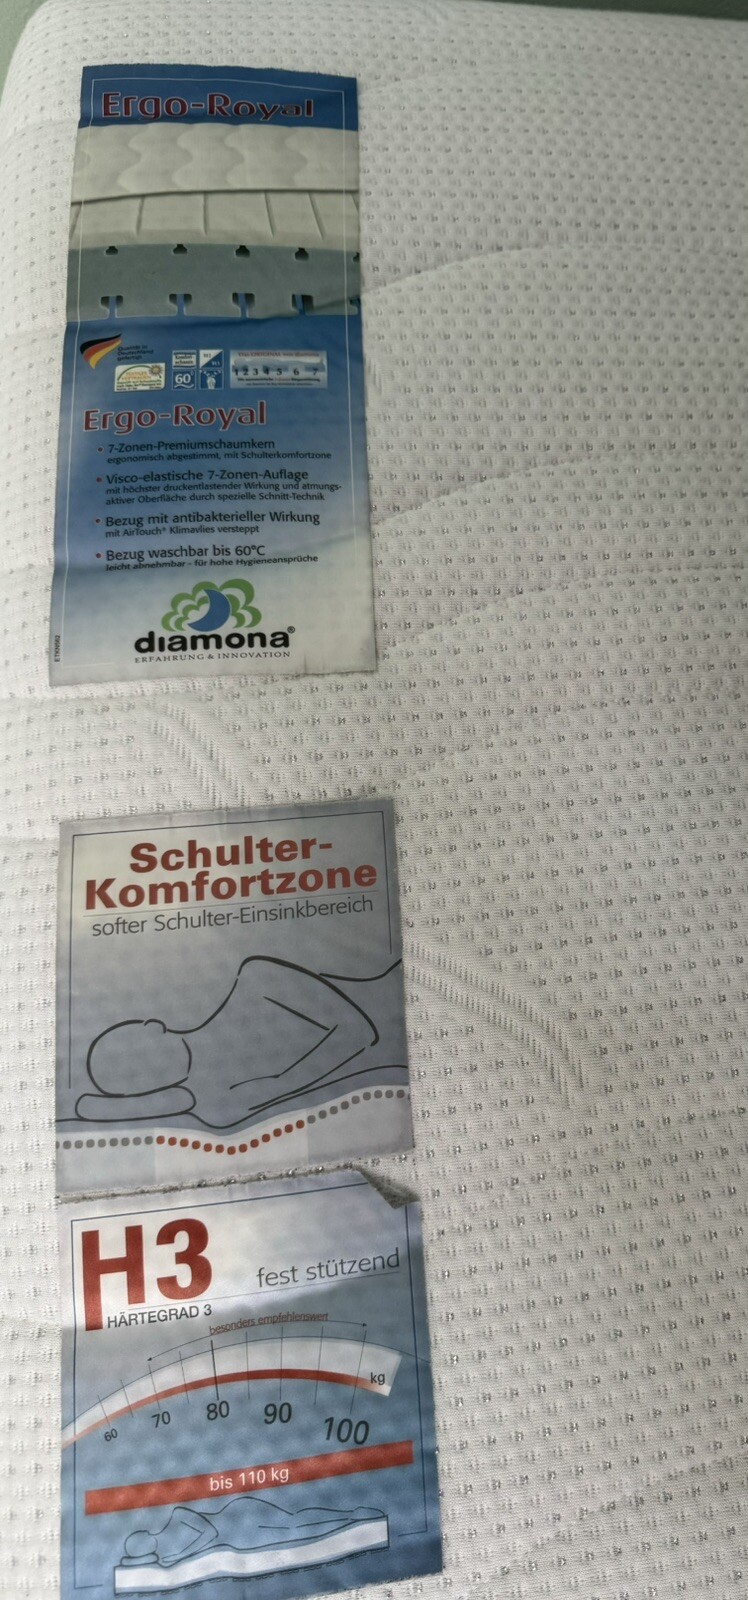 Ergo-Royal
Qualität in
Deutschland
gefertigt
60°
1 2 3 4 5 6 7
Ergo-Royal
• 7-Zonen-Premiumschaumkern
ergonomisch abgestimmt, mit Schulterkomfortzone
• Visco-elastische 7-Zonen-Auflage
mit höchster druckentlastender Wirkung und atmungs-
aktiver Oberfläche durch spezielle Schnitt-Technik
• Bezug mit antibakterieller Wirkung
mit AirTouch® Klimavlies versteppt
• Bezug waschbar bis 60°C
leicht abnehmbar - für hohe Hygieneansprüche
diamona®
ERFAHRUNG & INNOVATION
Schulter-
Komfortzone
softer Schulter-Einsinkbereich
H3
fest stützend
HÄRTEGRAD 3
besonders empfehlenswert
kg
60 70 80 90 100
bis 110 kg